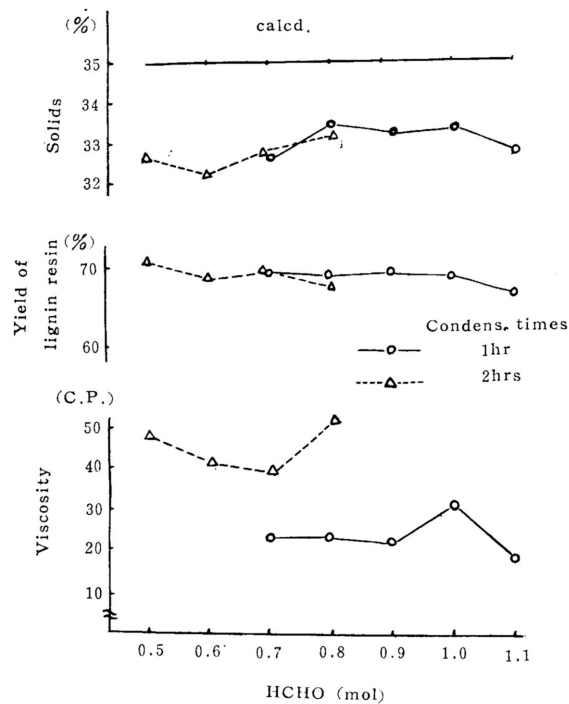 (%)
calcd.
35
34
33
32
Solids
(%)
70
60
Yield of
lignin resin
Condens. times
1hr
2hrs
(C.P.)
50
40
30
20
10
Viscosity
0.5 0.6 0.7 0.8 0.9 1.0 1.1
HCHO (mol)